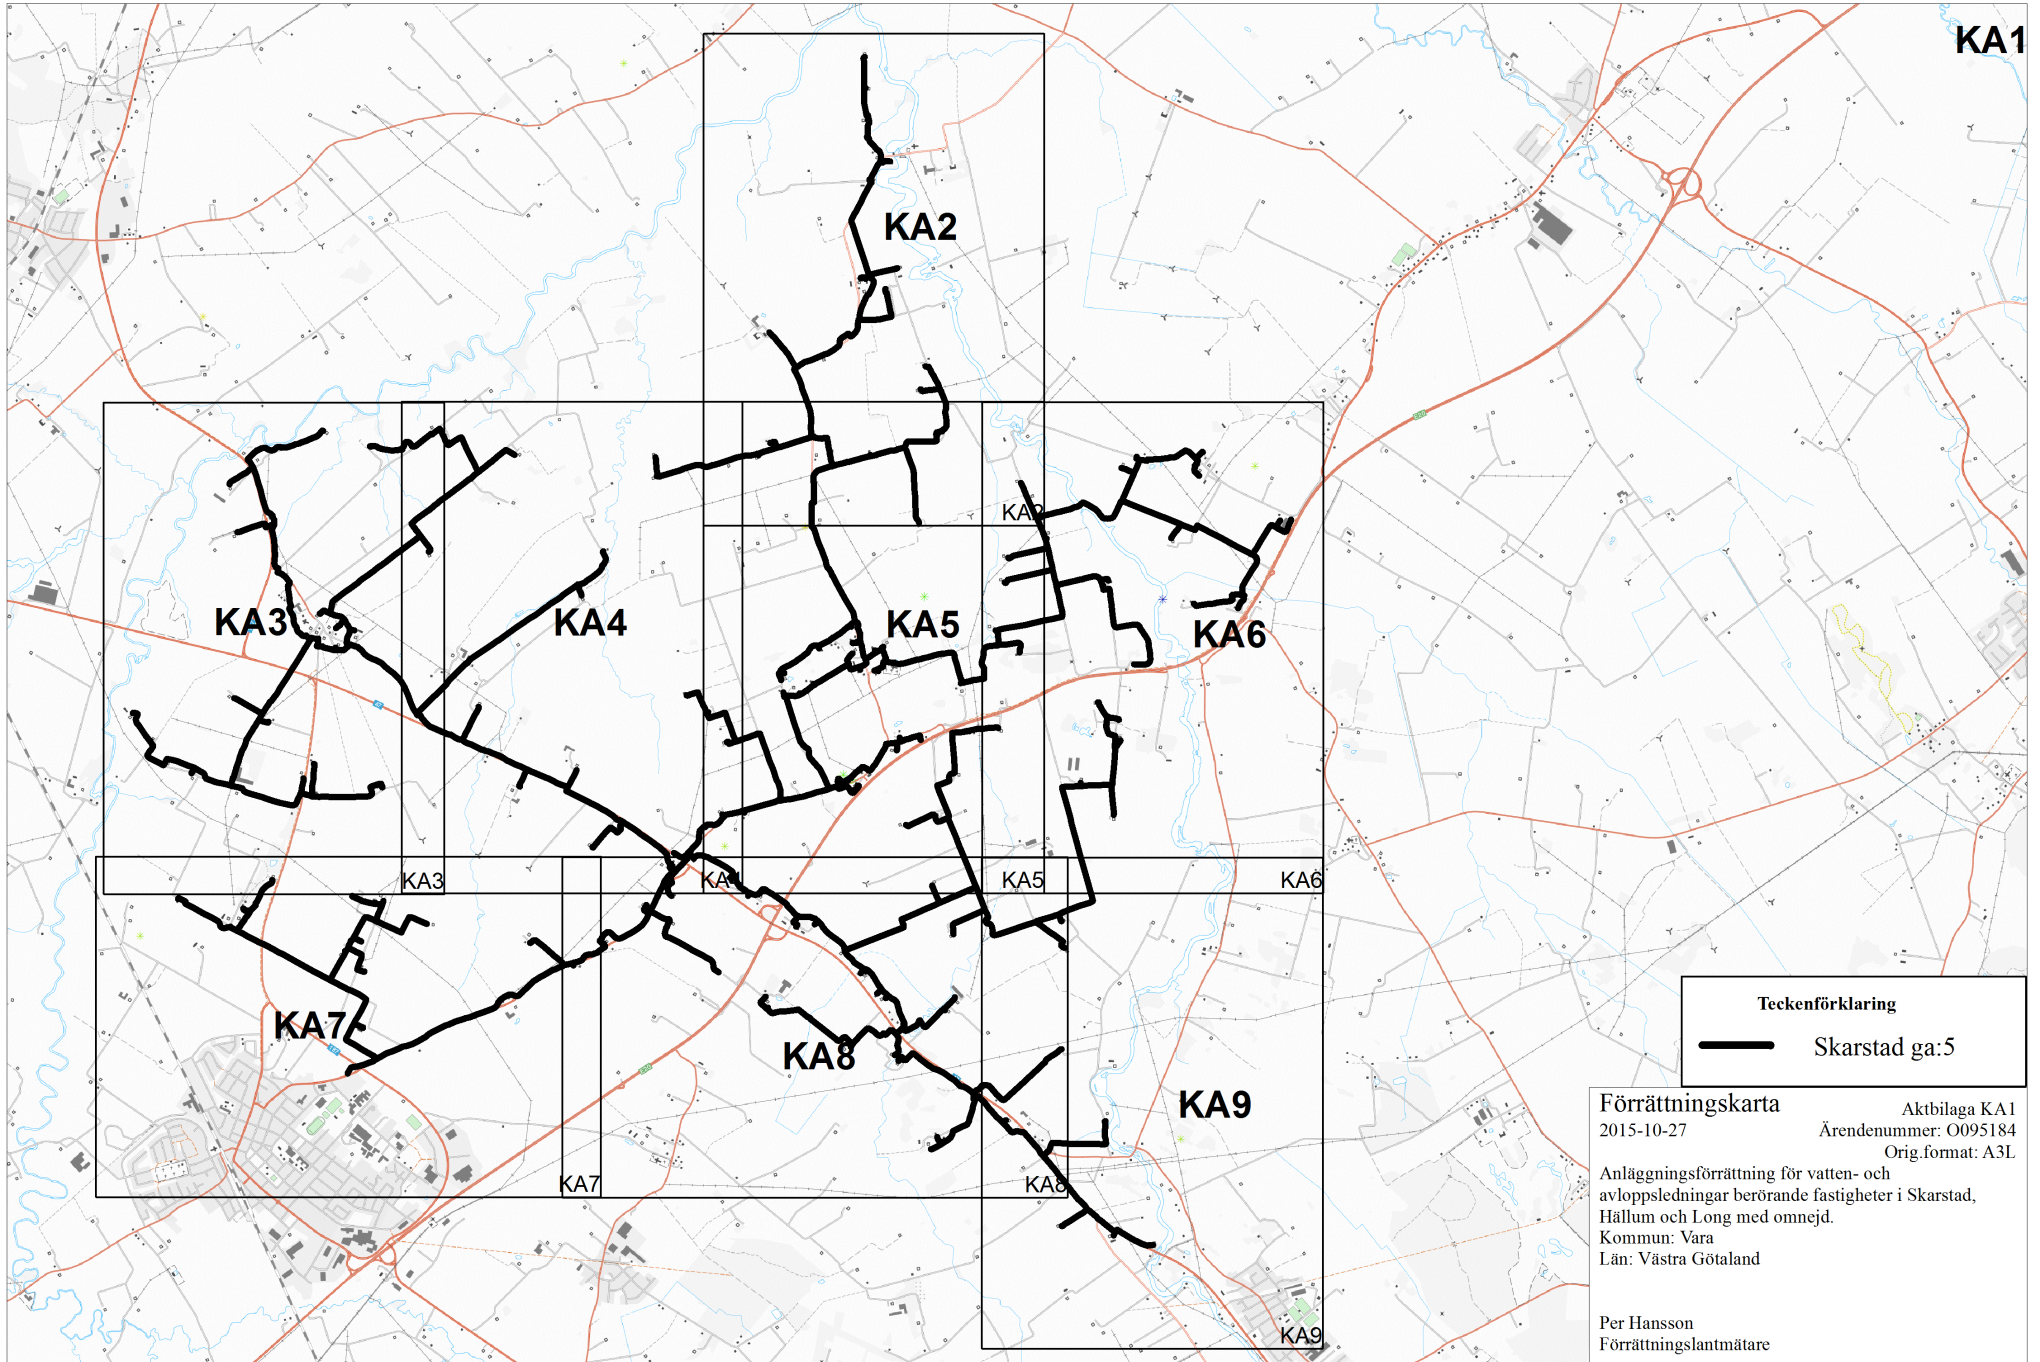 KA1
KA2
KA2
KA3
KA4
KA5
KA6
KA3
KA4
KA5
KA6
KA7
KA8
KA9
KA7
KA8
KA9
Teckenförklaring
Skarstad ga:5
Förrättningskarta
Aktbilaga KA1
2015-10-27
Ärendenummer: O095184
Orig.format: A3L
Anläggningsförrättning för vatten- och
avloppsledningar berörande fastigheter i Skarstad,
Hällum och Long med omnejd.
Kommun: Vara
Län: Västra Götaland
Per Hansson
Förrättningslantmätare